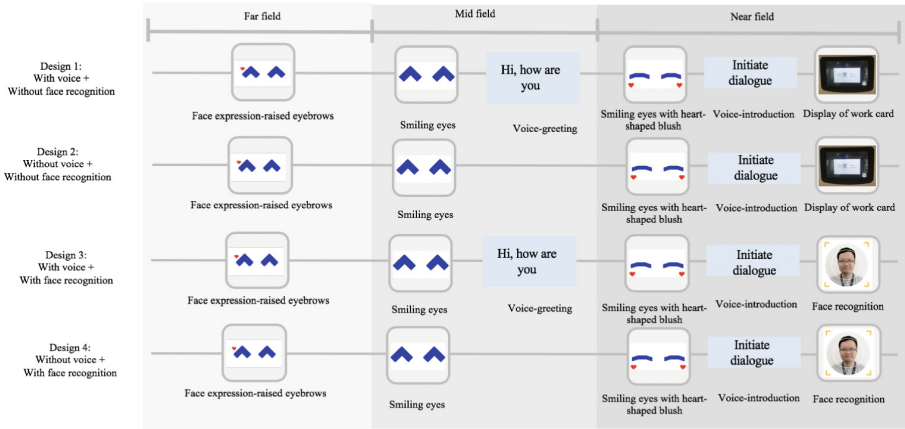 Far field
Mid field
Near field
Design 1:
With voice +
Without face recognition
Face expression-raised eyebrows
Smiling eyes
Hi, how are
you
Voice-greeting
Smiling eyes with heart-
shaped blush
Initiate
dialogue
Voice-introduction
Display of work card
Design 2:
Without voice +
Without face recognition
Face expression-raised eyebrows
Smiling eyes
Smiling eyes with heart-
shaped blush
Initiate
dialogue
Voice-introduction
Display of work card
Design 3:
With voice +
With face recognition
Face expression-raised eyebrows
Smiling eyes
Hi, how are
you
Voice-greeting
Smiling eyes with heart-
shaped blush
Initiate
dialogue
Voice-introduction
Face recognition
Design 4:
Without voice +
With face recognition
Face expression-raised eyebrows
Smiling eyes
Smiling eyes with heart-
shaped blush
Initiate
dialogue
Voice-introduction
Face recognition